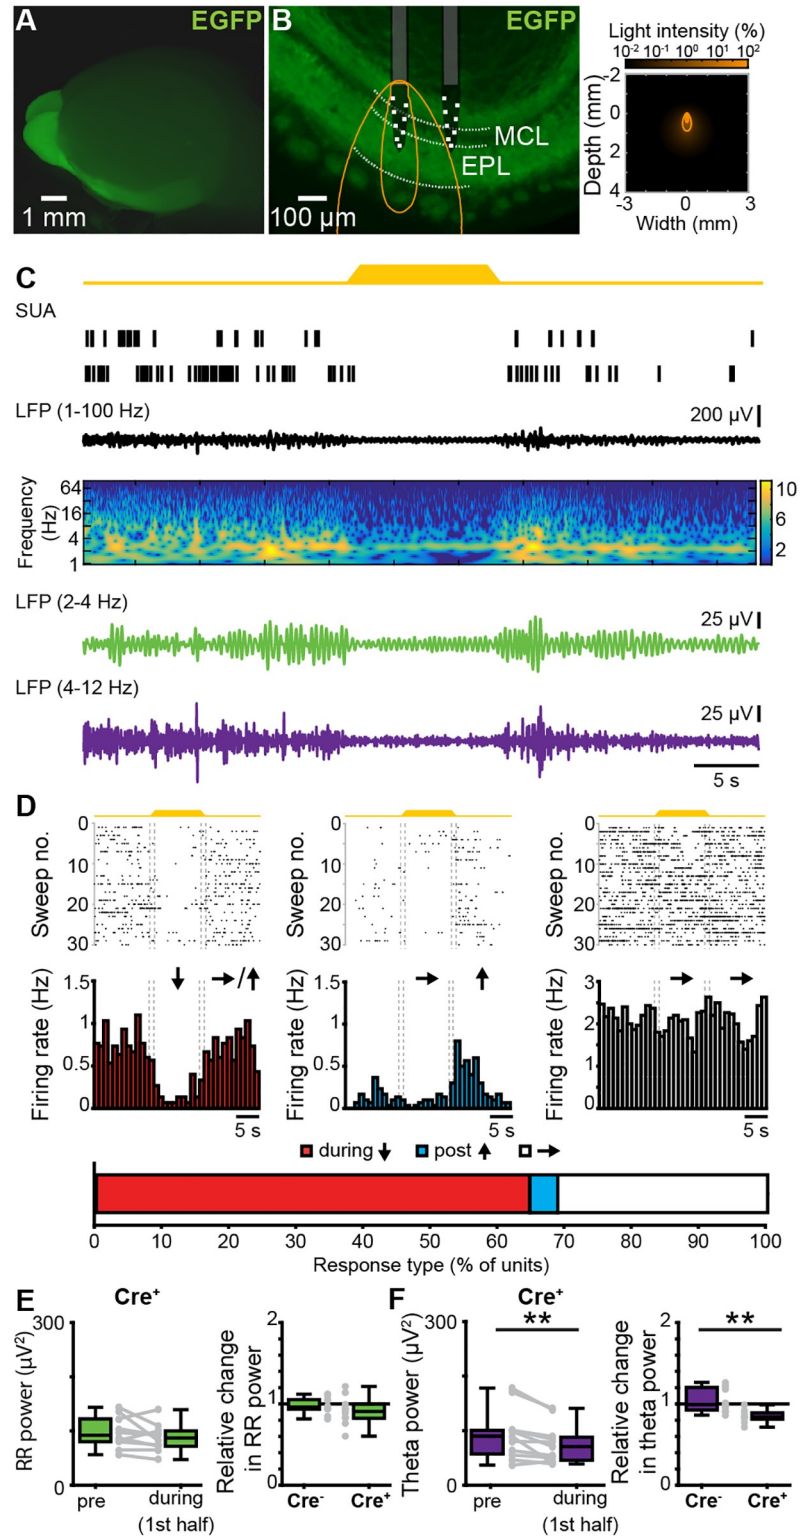 A
EGFP
1 mm
B
EGFP
MCL
EPL
100 µm
Light intensity (%)
10⁻² 10⁻¹ 10⁰ 10¹ 10²
Depth (mm)
-2
0
2
4
-3 0 3
Width (mm)
C
SUA
LFP (1-100 Hz)
200 µV
Frequency (Hz)
64
16
4
1
10
6
2
LFP (2-4 Hz)
25 µV
LFP (4-12 Hz)
25 µV
5 s
D
Sweep no.
0
10
20
30
Sweep no.
0
10
20
30
Sweep no.
0
10
20
30
↓ →/↑
→ ↑
→ →
Firing rate (Hz)
1.5
1
0.5
0
5 s
Firing rate (Hz)
1.5
1
0.5
0
5 s
Firing rate (Hz)
3
2
1
0
5 s
during ↓ post ↑ →
0 10 20 30 40 50 60 70 80 90 100
Response type (% of units)
E
Cre⁺
RR power (µV²)
300
0
pre during
(1st half)
Relative change
in RR power
2
1
0
Cre⁻ Cre⁺
F
Cre⁺
**
Theta power (µV²)
300
0
pre during
(1st half)
**
Relative change
in theta power
2
1
0
Cre⁻ Cre⁺